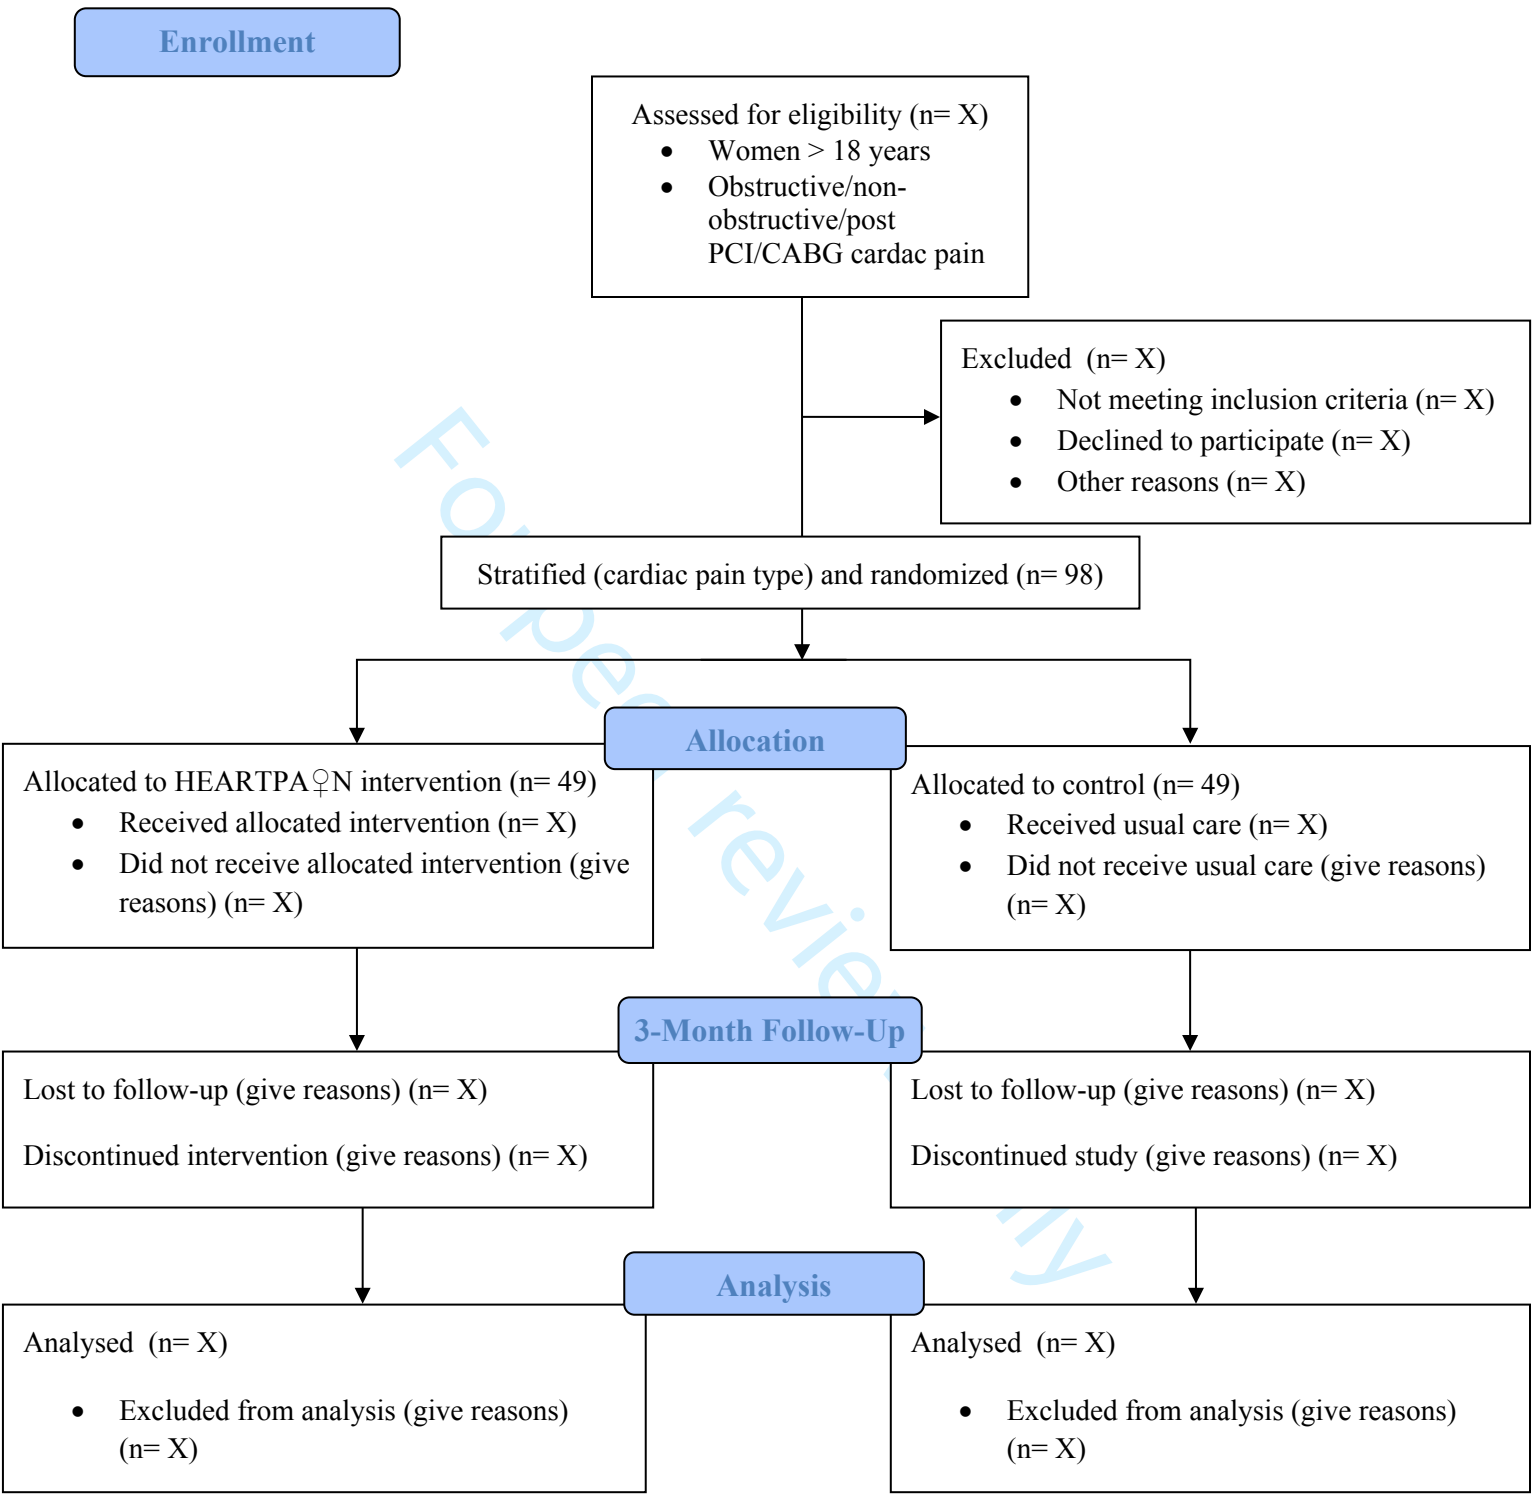 Enrollment
Assessed for eligibility (n= X)
• Women > 18 years
• Obstructive/non-
obstructive/post
PCI/CABG cardac pain
Excluded  (n= X)
• Not meeting inclusion criteria (n= X)
• Declined to participate (n= X)
• Other reasons (n= X)
Stratified (cardiac pain type) and randomized (n= 98)
Allocation
Allocated to HEARTPA♀N intervention (n= 49)
• Received allocated intervention (n= X)
• Did not receive allocated intervention (give
reasons) (n= X)
Allocated to control (n= 49)
• Received usual care (n= X)
• Did not receive usual care (give reasons)
(n= X)
3-Month Follow-Up
Lost to follow-up (give reasons) (n= X)
Discontinued intervention (give reasons) (n= X)
Lost to follow-up (give reasons) (n= X)
Discontinued study (give reasons) (n= X)
Analysis
Analysed  (n= X)
• Excluded from analysis (give reasons)
(n= X)
Analysed  (n= X)
• Excluded from analysis (give reasons)
(n= X)